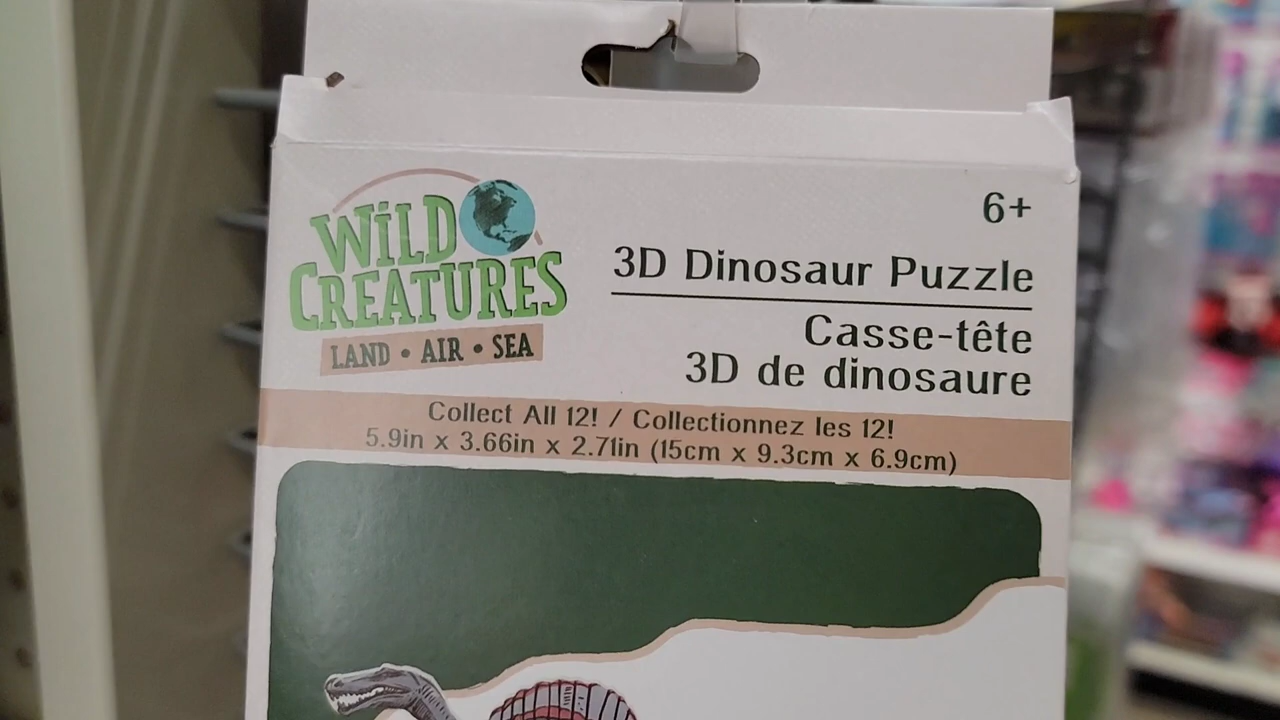 WiLD
CREATURES
LAND • AIR • SEA
6+
3D Dinosaur Puzzle
Casse-tête
3D de dinosaure
Collect All 12! / Collectionnez les 12!
5.9in x 3.66in x 2.71in (15cm x 9.3cm x 6.9cm)